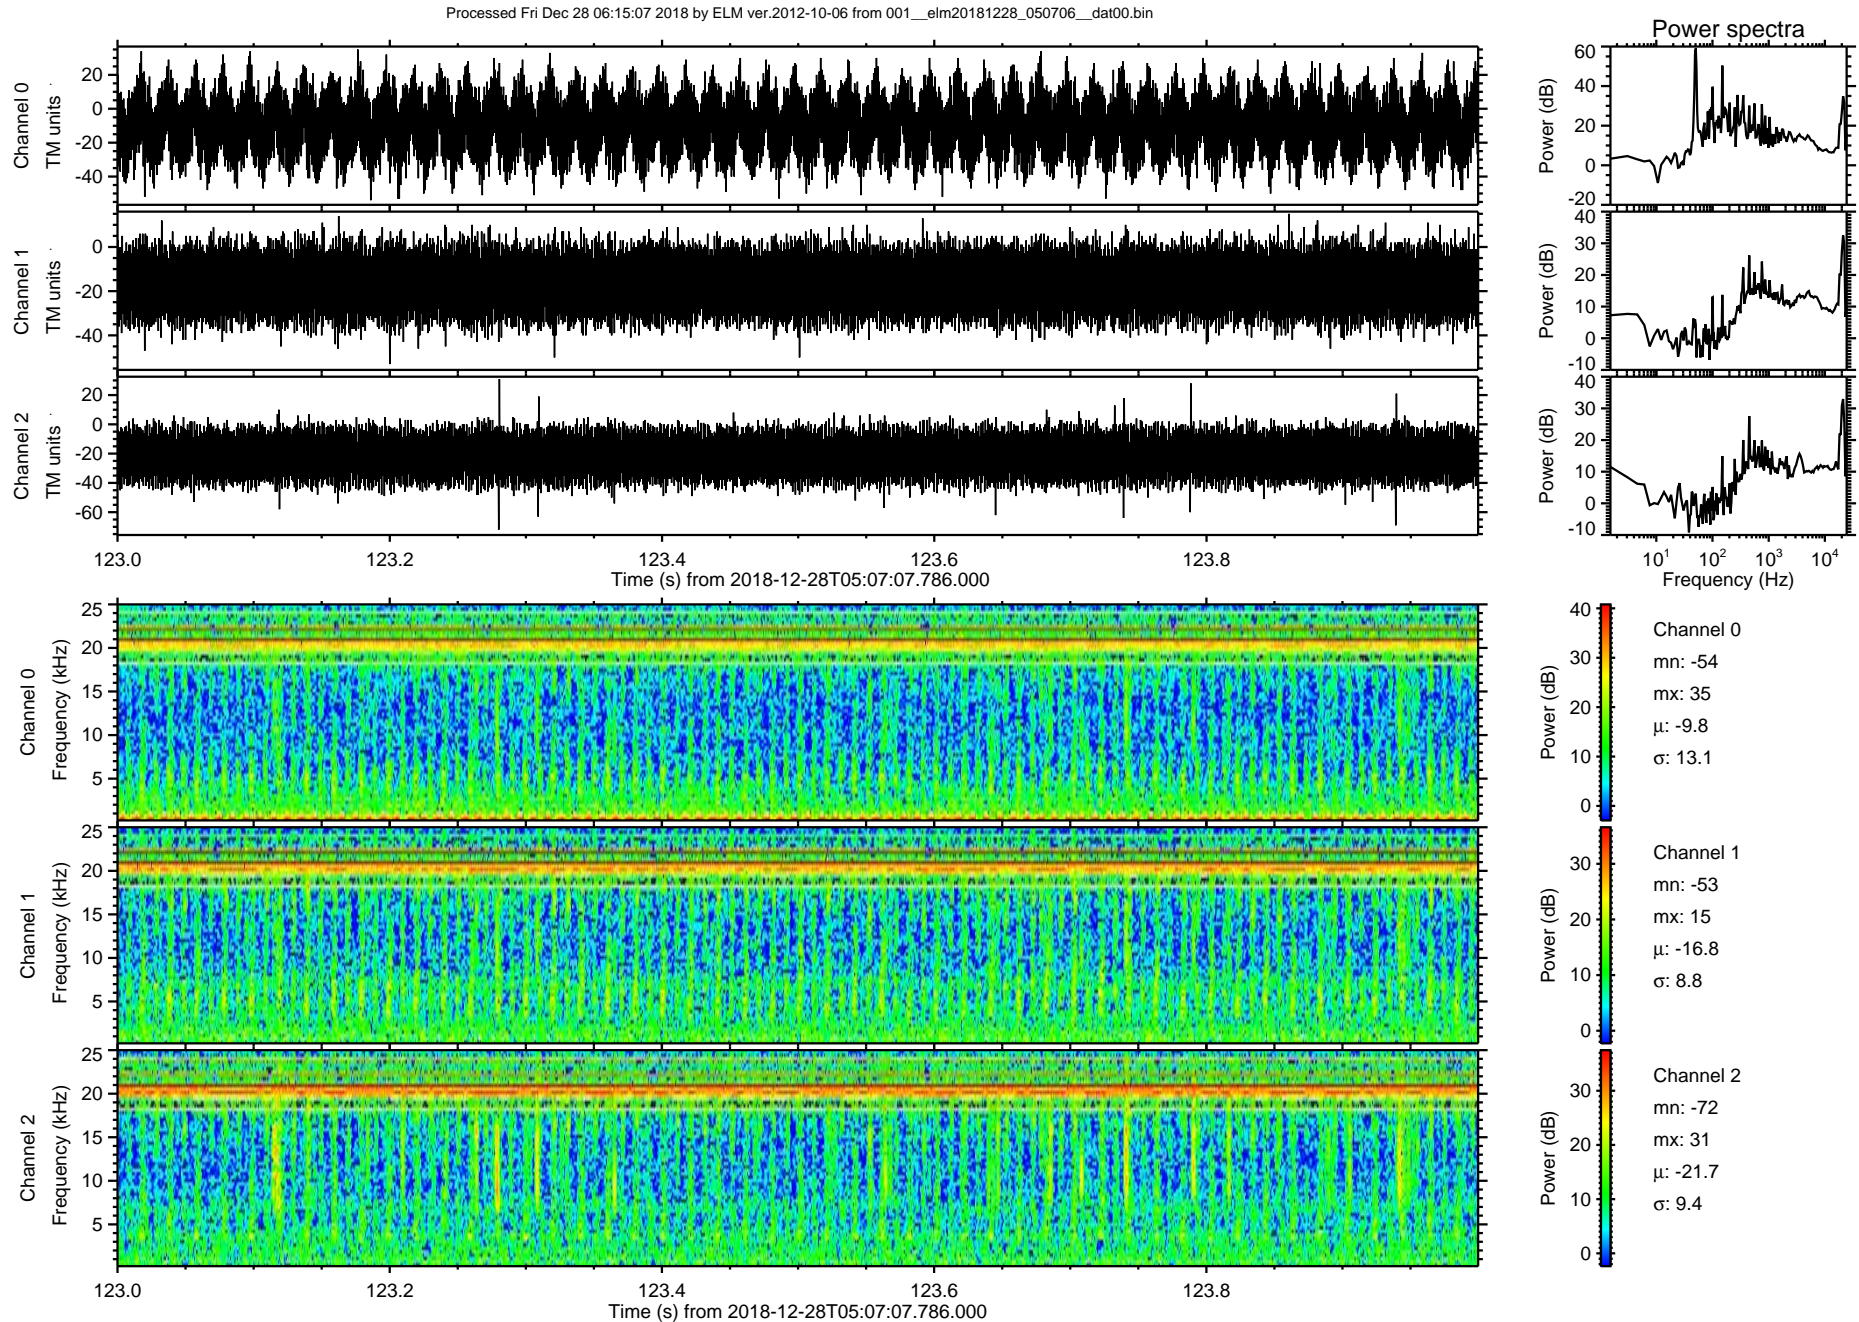 Processed Fri Dec 28 06:15:07 2018 by ELM ver.2012-10-06 from 001__elm20181228_050706__dat00.bin
Power spectra
Channel 0
TM units
20
0
-20
-40
Power (dB)
60
40
20
0
-20
Channel 1
TM units
0
-20
-40
Power (dB)
40
30
20
10
0
-10
Channel 2
TM units
20
0
-20
-40
-60
Power (dB)
40
30
20
10
0
-10
123.0 123.2 123.4 123.6 123.8
Time (s) from 2018-12-28T05:07:07.786.000
10^1 10^2 10^3 10^4
Frequency (Hz)
Channel 0
Frequency (kHz)
25
20
15
10
5
Power (dB)
40
30
20
10
0
Channel 0
mn: -54
mx: 35
μ: -9.8
σ: 13.1
Channel 1
Frequency (kHz)
25
20
15
10
5
Power (dB)
30
20
10
0
Channel 1
mn: -53
mx: 15
μ: -16.8
σ: 8.8
Channel 2
Frequency (kHz)
25
20
15
10
5
Power (dB)
30
20
10
0
Channel 2
mn: -72
mx: 31
μ: -21.7
σ: 9.4
123.0 123.2 123.4 123.6 123.8
Time (s) from 2018-12-28T05:07:07.786.000